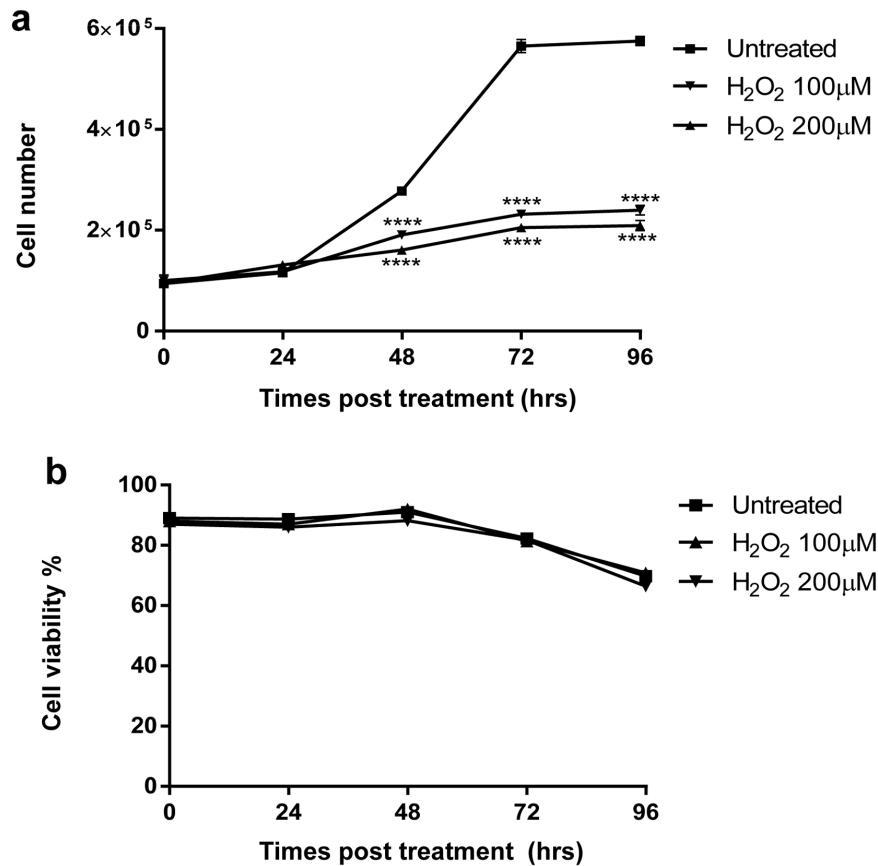 a
6×10⁵
4×10⁵
2×10⁵
0
Cell number
0 24 48 72 96
Times post treatment (hrs)
**** **** ****
**** **** ****
Untreated
H₂O₂ 100μM
H₂O₂ 200μM
b
100
80
60
40
20
0
Cell viability %
0 24 48 72 96
Times post treatment (hrs)
Untreated
H₂O₂ 100μM
H₂O₂ 200μM